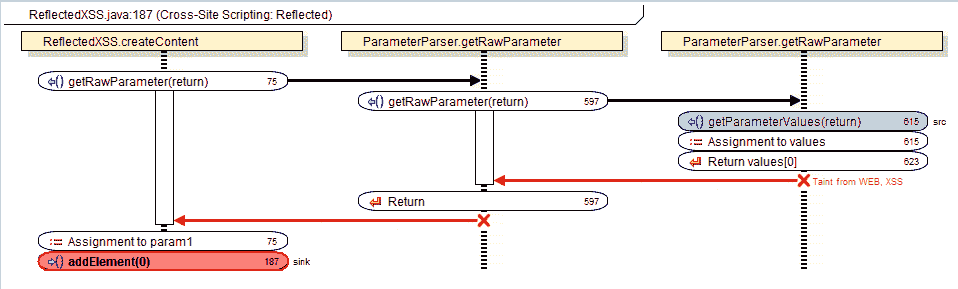 ReflectedXSS.java:187 (Cross-Site Scripting: Reflected)
ReflectedXSS.createContent
ParameterParser.getRawParameter
ParameterParser.getRawParameter
getRawParameter(return) 75
getRawParameter(return) 597
getParameterValues(return) 615 src
Assignment to values 615
Return values[0] 623
Taint from WEB, XSS
Return 597
Assignment to param1 75
addElement(0) 187 sink